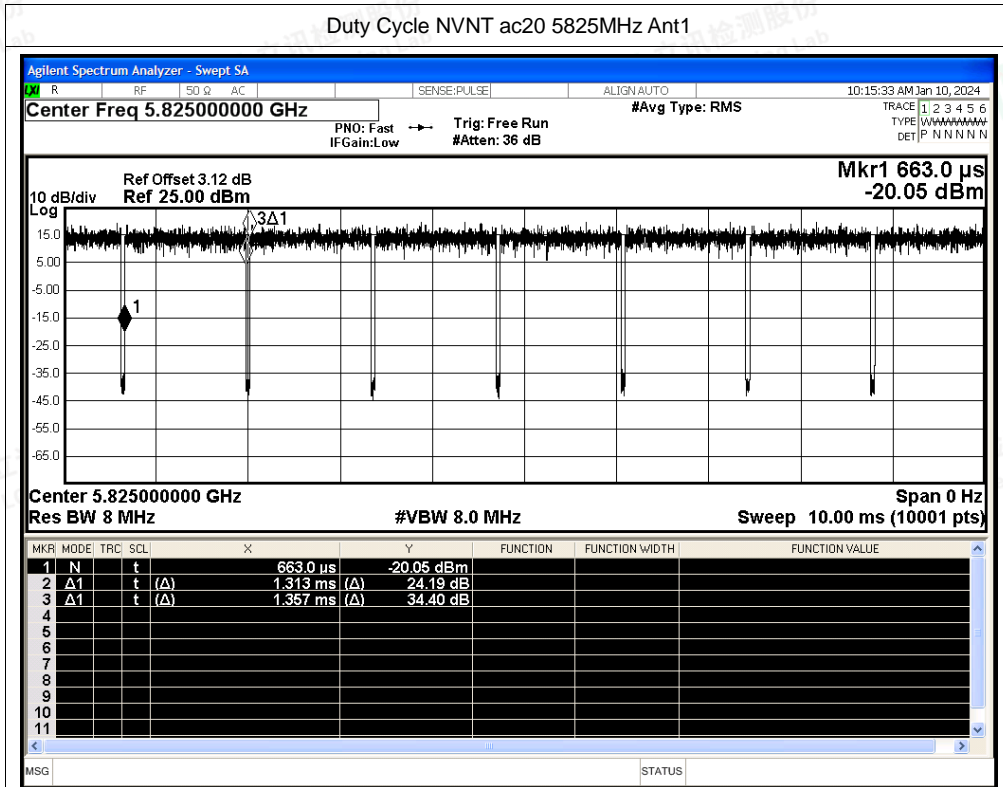 Duty Cycle NVNT ac20 5825MHz Ant1
Agilent Spectrum Analyzer - Swept SA
LXI R RF 50 Ω AC SENSE:PULSE ALIGN AUTO 10:15:33 AM Jan 10, 2024
Center Freq 5.825000000 GHz #Avg Type: RMS TRACE 1 2 3 4 5 6
PNO: Fast Trig: Free Run TYPE WWWWWW
IFGain:Low #Atten: 36 dB DET P N N N N N
Mkr1 663.0 µs
Ref Offset 3.12 dB
10 dB/div Ref 25.00 dBm -20.05 dBm
Log
3Δ1
15.0
5.00
-5.00
1
-15.0
-25.0
-35.0
-45.0
-55.0
-65.0
Center 5.825000000 GHz Span 0 Hz
Res BW 8 MHz #VBW 8.0 MHz Sweep 10.00 ms (10001 pts)
MKR MODE TRC SCL X Y FUNCTION FUNCTION WIDTH FUNCTION VALUE
1 N t 663.0 µs -20.05 dBm
2 Δ1 t (Δ) 1.313 ms (Δ) 24.19 dB
3 Δ1 t (Δ) 1.357 ms (Δ) 34.40 dB
4
5
6
7
8
9
10
11
MSG STATUS